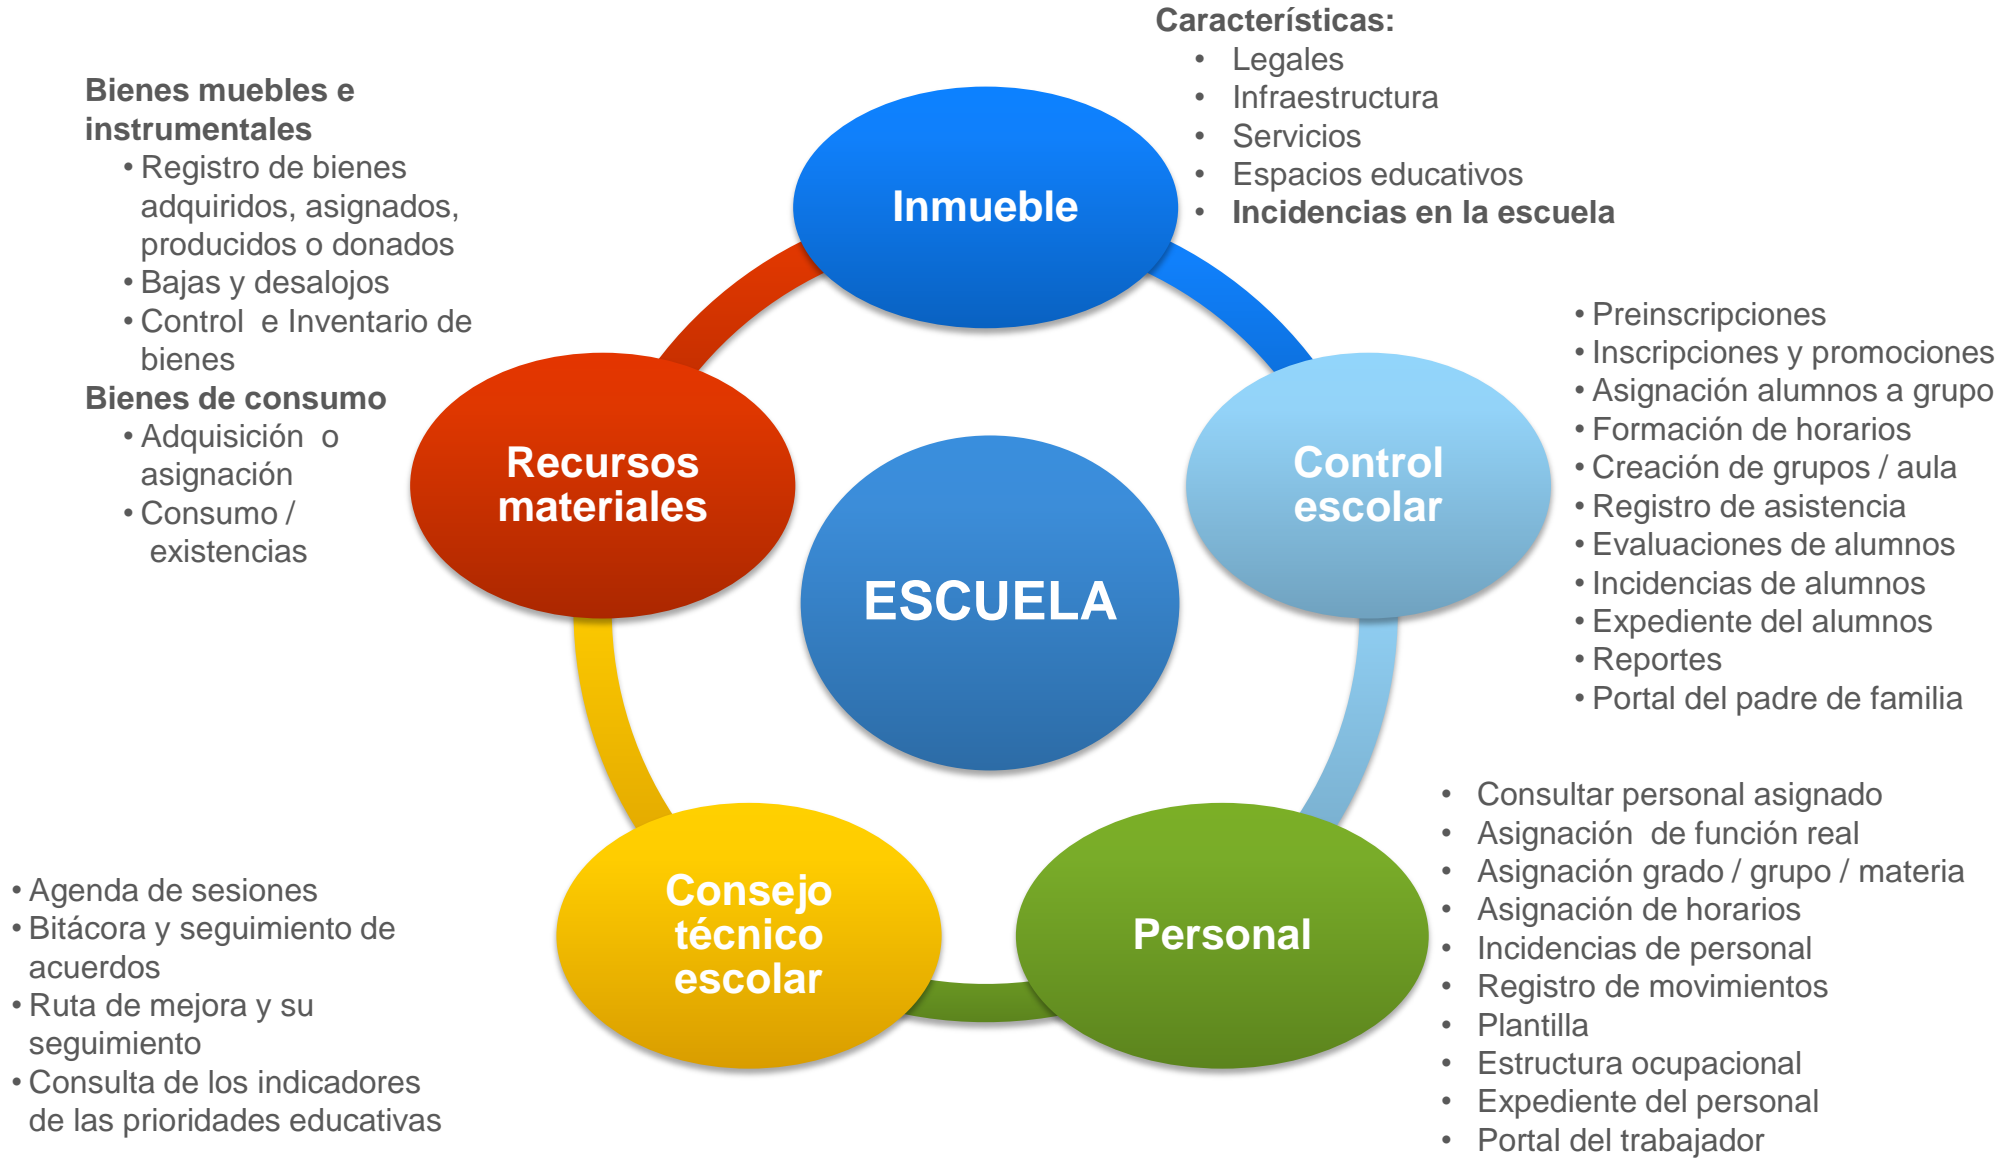 Características:
• Legales
• Infraestructura
• Servicios
• Espacios educativos
• Incidencias en la escuela
Bienes muebles e
instrumentales
• Registro de bienes
adquiridos, asignados,
producidos o donados
• Bajas y desalojos
• Control e Inventario de
bienes
Bienes de consumo
• Adquisición o
asignación
• Consumo /
existencias
Inmueble
Recursos
materiales
Control
escolar
ESCUELA
Consejo
técnico
escolar
Personal
• Preinscripciones
• Inscripciones y promociones
• Asignación alumnos a grupo
• Formación de horarios
• Creación de grupos / aula
• Registro de asistencia
• Evaluaciones de alumnos
• Incidencias de alumnos
• Expediente del alumnos
• Reportes
• Portal del padre de familia
• Agenda de sesiones
• Bitácora y seguimiento de
acuerdos
• Ruta de mejora y su
seguimiento
• Consulta de los indicadores
de las prioridades educativas
• Consultar personal asignado
• Asignación de función real
• Asignación grado / grupo / materia
• Asignación de horarios
• Incidencias de personal
• Registro de movimientos
• Plantilla
• Estructura ocupacional
• Expediente del personal
• Portal del trabajador